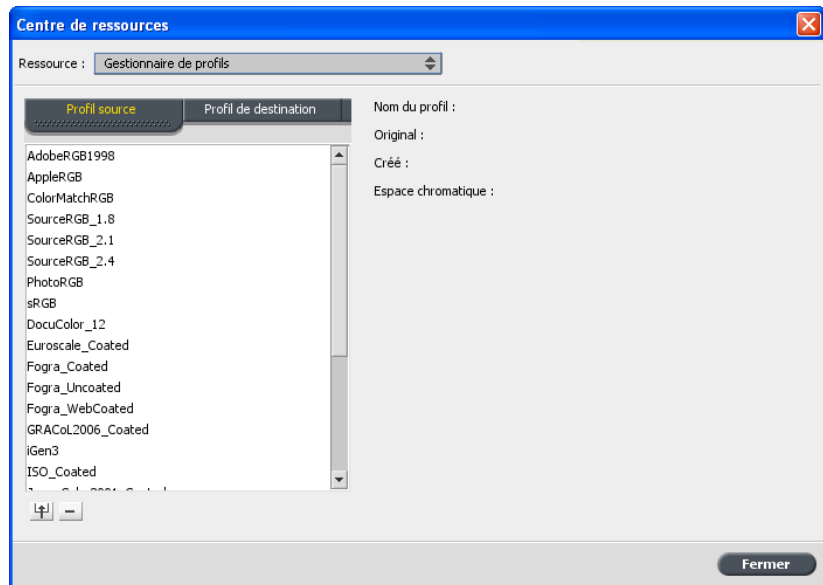 Centre de ressources
Ressource : Gestionnaire de profils
Profil source Profil de destination
Nom du profil :
Original :
Créé :
Espace chromatique :
AdobeRGB1998
AppleRGB
ColorMatchRGB
SourceRGB_1.8
SourceRGB_2.1
SourceRGB_2.4
PhotoRGB
sRGB
DocuColor_12
Euroscale_Coated
Fogra_Coated
Fogra_Uncoated
Fogra_WebCoated
GRACoL2006_Coated
iGen3
ISO_Coated
Fermer